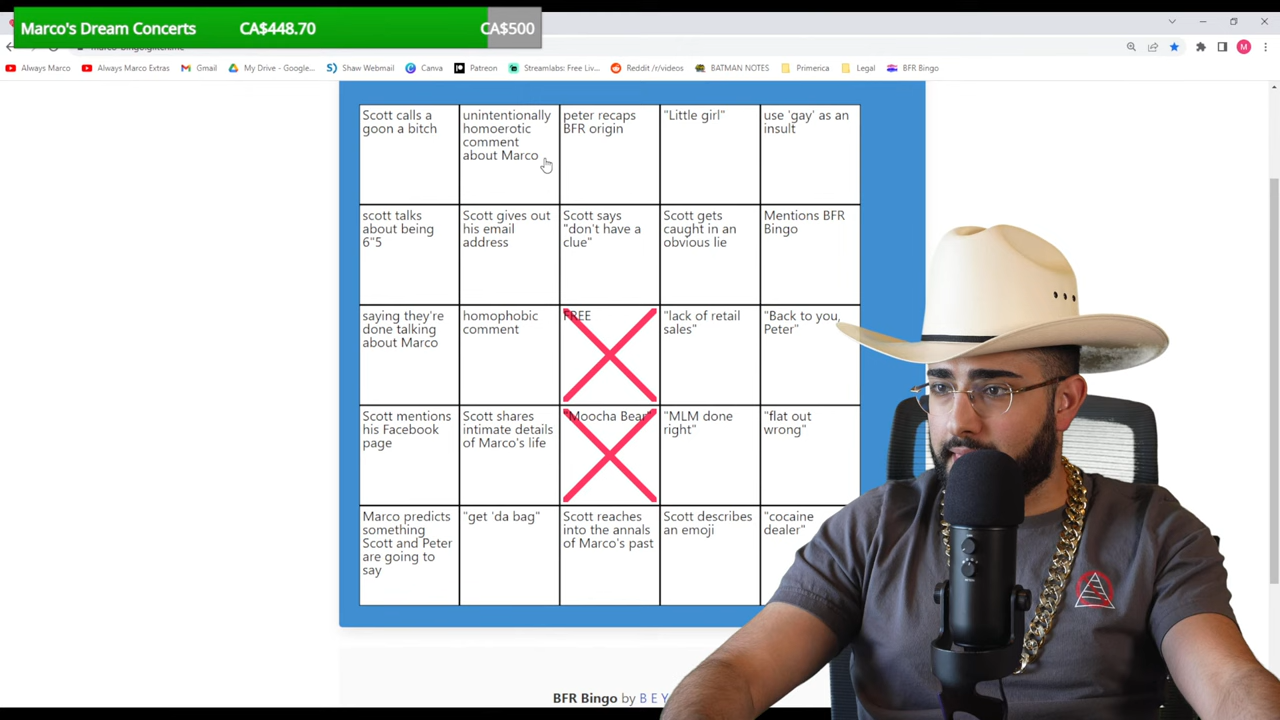 Marco's Dream Concerts CA$448.70 CA$500
Always Marco Always Marco Extras Gmail My Drive - Google... Shaw Webmail Canva Patreon Streamlabs: Free Liv... Reddit /r/videos BATMAN NOTES Primerica Legal BFR Bingo
Scott calls a
goon a bitch
unintentionally
homoerotic
comment
about Marco
peter recaps
BFR origin
"Little girl"
use 'gay' as an
insult
scott talks
about being
6"5
Scott gives out
his email
address
Scott says
"don't have a
clue"
Scott gets
caught in an
obvious lie
Mentions BFR
Bingo
saying they're
done talking
about Marco
homophobic
comment
FREE
"lack of retail
sales"
"Back to you,
Peter"
Scott mentions
his Facebook
page
Scott shares
intimate details
of Marco's life
"Moocha Bear"
"MLM done
right"
"flat out
wrong"
Marco predicts
something
Scott and Peter
are going to
say
"get 'da bag"
Scott reaches
into the annals
of Marco's past
Scott describes
an emoji
"cocaine
dealer"
BFR Bingo by B E Y